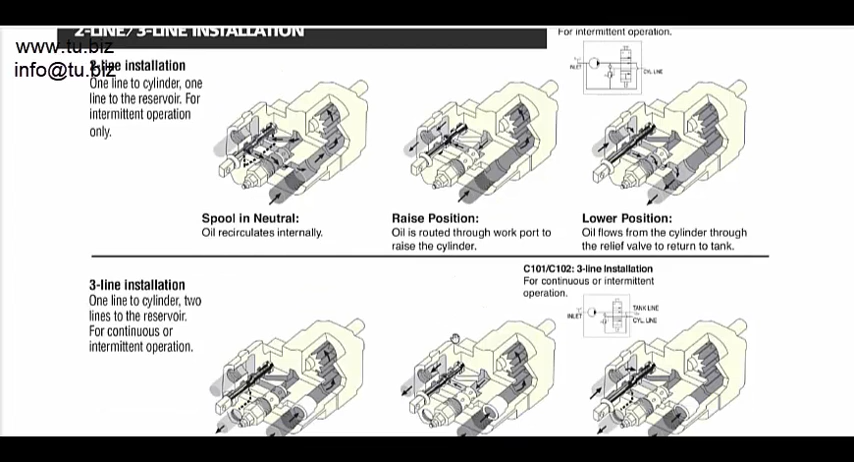 2-LINE/ 3-LINE INSTALLATION
For intermittent operation.
www.tu.biz
info@tu.biz
2-line installation
One line to cylinder, one
line to the reservoir. For
intermittent operation
only.
INLET
CYL. LINE
Spool in Neutral:
Oil recirculates internally.
Raise Position:
Oil is routed through work port to
raise the cylinder.
Lower Position:
Oil flows from the cylinder through
the relief valve to return to tank.
3-line installation
One line to cylinder, two
lines to the reservoir.
For continuous or
intermittent operation.
C101/C102: 3-line Installation
For continuous or intermittent
operation.
INLET
TANK LINE
CYL. LINE